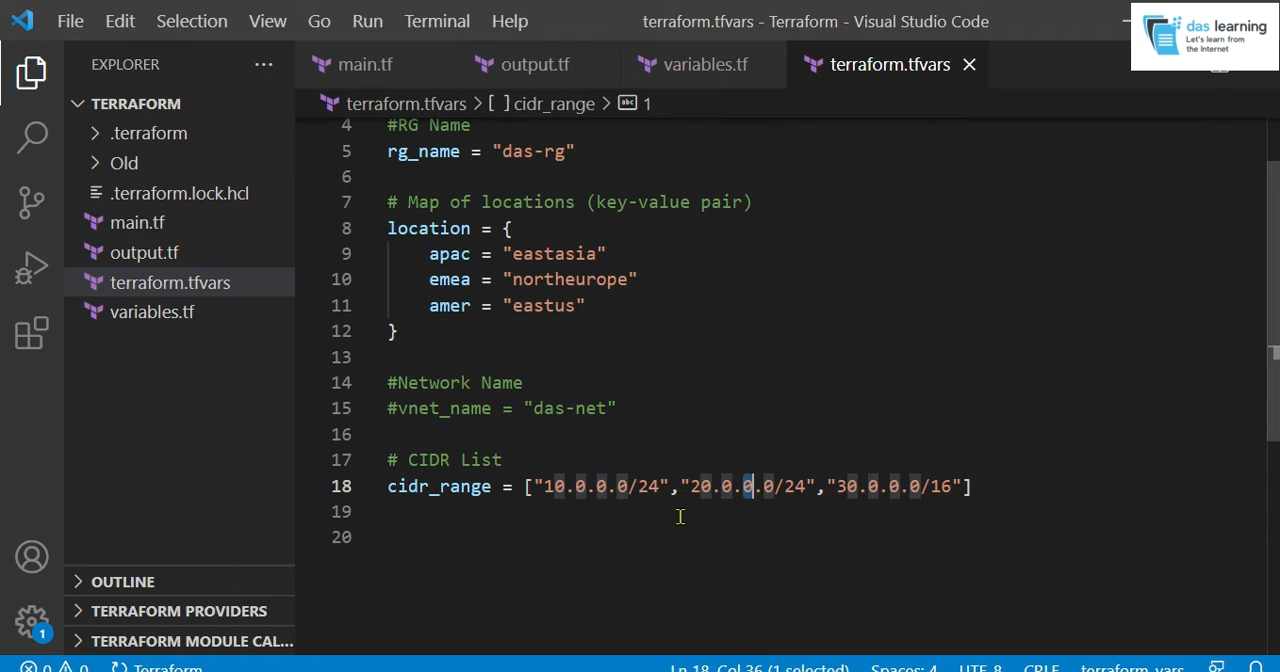 File Edit Selection View Go Run Terminal Help terraform.tfvars - Terraform - Visual Studio Code
das learning
Let's learn from
the Internet
EXPLORER ···
main.tf output.tf variables.tf terraform.tfvars
TERRAFORM
.terraform
Old
.terraform.lock.hcl
main.tf
output.tf
terraform.tfvars
variables.tf
OUTLINE
TERRAFORM PROVIDERS
TERRAFORM MODULE CAL...
1
terraform.tfvars > [ ] cidr_range > abc 1
4 #RG Name
5 rg_name = "das-rg"
6
7 # Map of locations (key-value pair)
8 location = {
9 apac = "eastasia"
10 emea = "northeurope"
11 amer = "eastus"
12 }
13
14 #Network Name
15 #vnet_name = "das-net"
16
17 # CIDR List
18 cidr_range = ["10.0.0.0/24","20.0.0.0/24","30.0.0.0/16"]
19
20
0 0 Terraform Ln 18, Col 36 (1 selected) Spaces: 4 UTF-8 CRLF terraform-vars